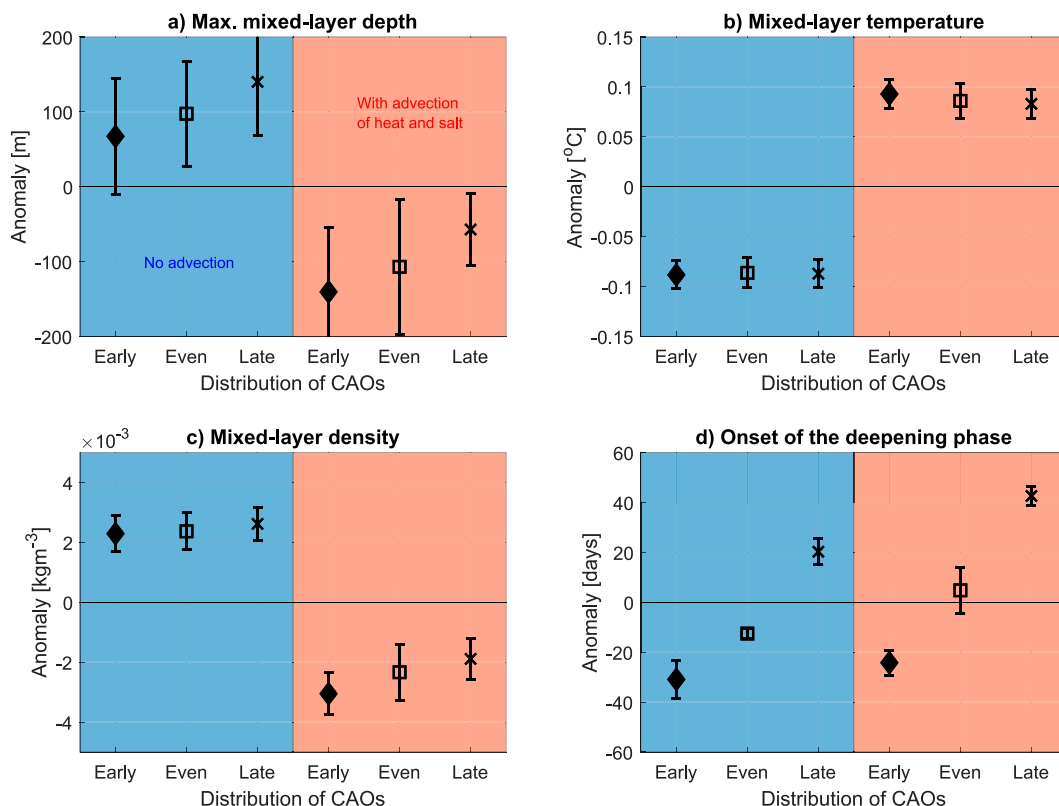 a) Max. mixed-layer depth
200
100
0
-100
-200
Anomaly [m]
With advection
of heat and salt
No advection
Early Even Late Early Even Late
Distribution of CAOs
b) Mixed-layer temperature
0.15
0.1
0.05
0
-0.05
-0.1
-0.15
Anomaly [°C]
Early Even Late Early Even Late
Distribution of CAOs
c) Mixed-layer density
×10⁻³
4
2
0
-2
-4
Anomaly [kgm⁻³]
Early Even Late Early Even Late
Distribution of CAOs
d) Onset of the deepening phase
60
40
20
0
-20
-40
-60
Anomaly [days]
Early Even Late Early Even Late
Distribution of CAOs